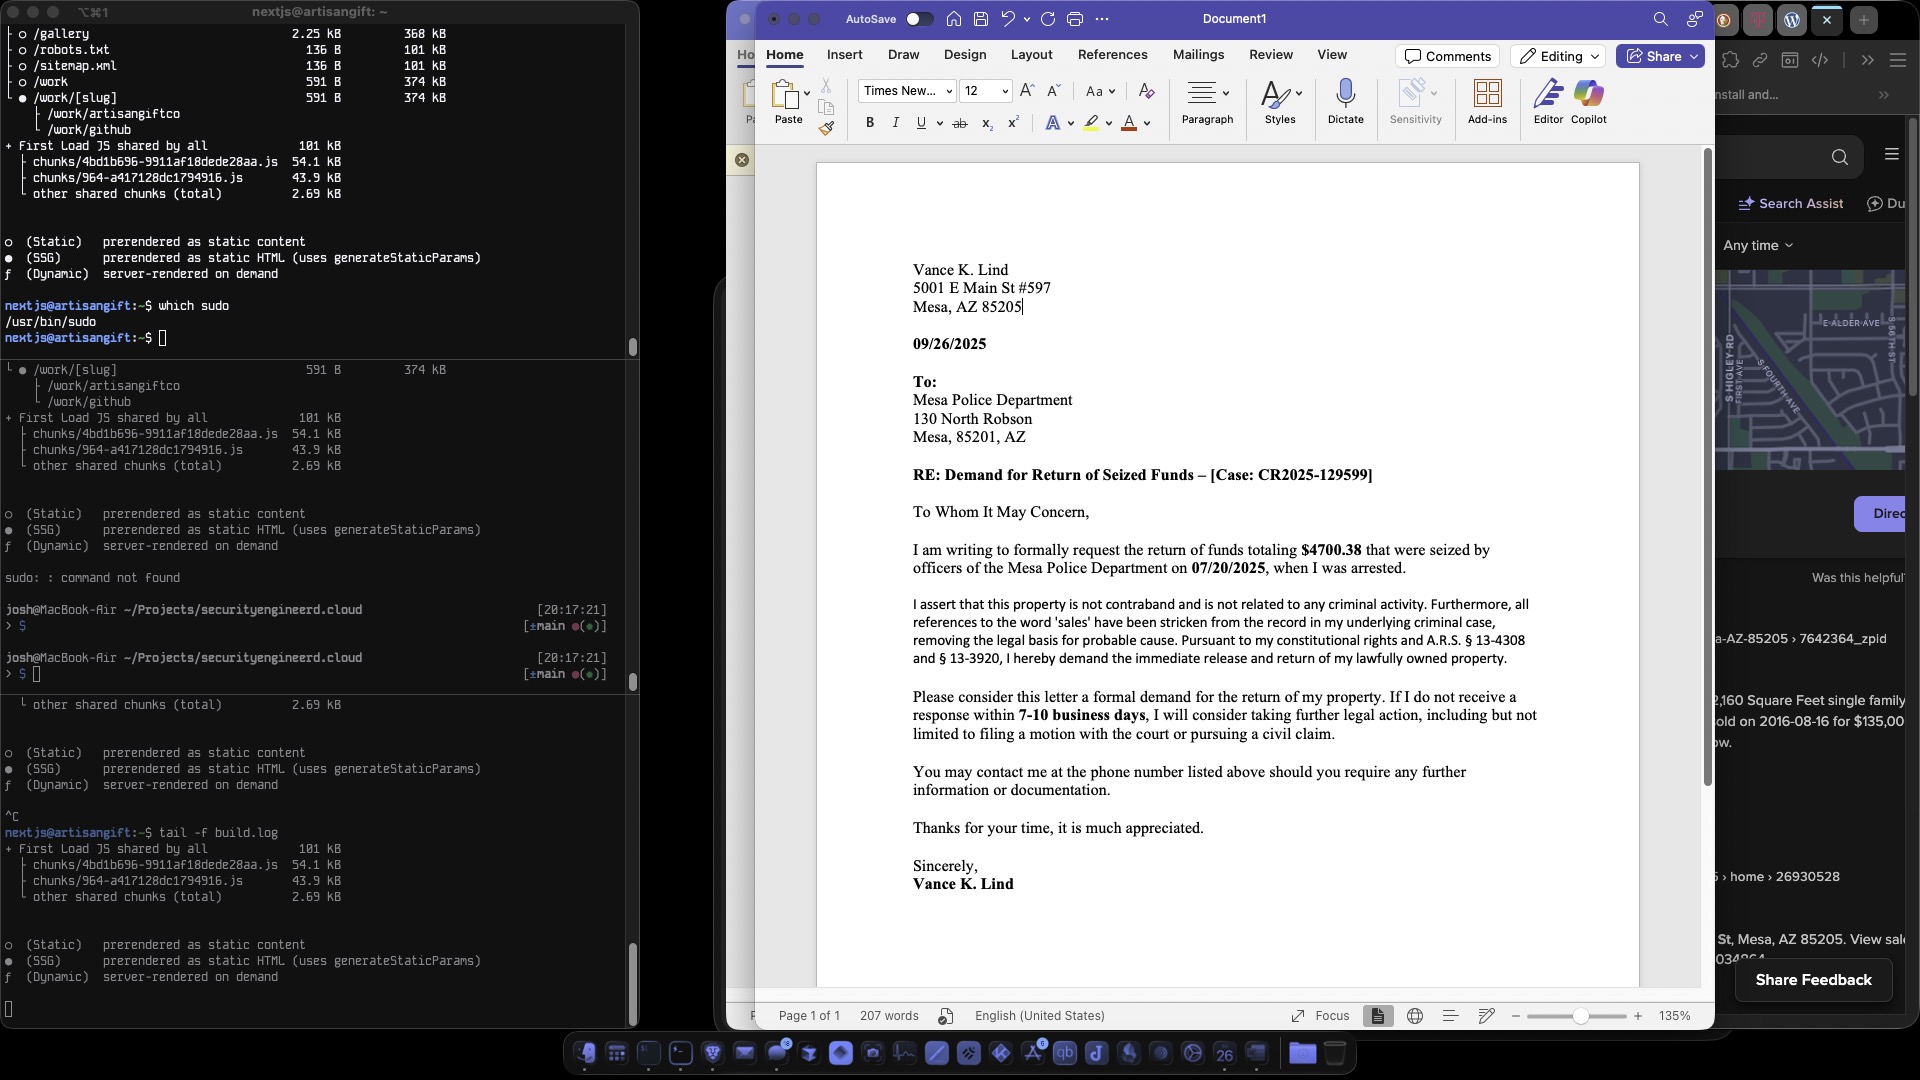 ⌥⌘1
nextjs@artisangift: ~
├ ○ /gallery 2.25 kB 368 kB
├ ○ /robots.txt 136 B 101 kB
├ ○ /sitemap.xml 136 B 101 kB
├ ○ /work 591 B 374 kB
└ ● /work/[slug] 591 B 374 kB
├ /work/artisangiftco
└ /work/github
+ First Load JS shared by all 101 kB
├ chunks/4bd1b696-9911af18dede28aa.js 54.1 kB
├ chunks/964-a417128dc1794916.js 43.9 kB
└ other shared chunks (total) 2.69 kB
○ (Static) prerendered as static content
● (SSG) prerendered as static HTML (uses generateStaticParams)
ƒ (Dynamic) server-rendered on demand
nextjs@artisangift:~$ which sudo
/usr/bin/sudo
nextjs@artisangift:~$
└ ● /work/[slug] 591 B 374 kB
├ /work/artisangiftco
└ /work/github
+ First Load JS shared by all 101 kB
├ chunks/4bd1b696-9911af18dede28aa.js 54.1 kB
├ chunks/964-a417128dc1794916.js 43.9 kB
└ other shared chunks (total) 2.69 kB
○ (Static) prerendered as static content
● (SSG) prerendered as static HTML (uses generateStaticParams)
ƒ (Dynamic) server-rendered on demand
sudo: : command not found
josh@MacBook-Air ~/Projects/securityengineerd.cloud [20:17:21]
> $ [±main ●(●)]
josh@MacBook-Air ~/Projects/securityengineerd.cloud [20:17:21]
> $ [±main ●(●)]
└ other shared chunks (total) 2.69 kB
○ (Static) prerendered as static content
● (SSG) prerendered as static HTML (uses generateStaticParams)
ƒ (Dynamic) server-rendered on demand
^C
nextjs@artisangift:~$ tail -f build.log
+ First Load JS shared by all 101 kB
├ chunks/4bd1b696-9911af18dede28aa.js 54.1 kB
├ chunks/964-a417128dc1794916.js 43.9 kB
└ other shared chunks (total) 2.69 kB
○ (Static) prerendered as static content
● (SSG) prerendered as static HTML (uses generateStaticParams)
ƒ (Dynamic) server-rendered on demand
AutoSave
Document1
Ho
Home Insert Draw Design Layout References Mailings Review View
Comments Editing Share
Pa
Paste
Times New... 12
Aa
B I U ab x₂ x² A A
Paragraph Styles Dictate Sensitivity Add-ins Editor Copilot
Vance K. Lind
5001 E Main St #597
Mesa, AZ 85205
09/26/2025
To:
Mesa Police Department
130 North Robson
Mesa, 85201, AZ
RE: Demand for Return of Seized Funds – [Case: CR2025-129599]
To Whom It May Concern,
I am writing to formally request the return of funds totaling $4700.38 that were seized by
officers of the Mesa Police Department on 07/20/2025, when I was arrested.
I assert that this property is not contraband and is not related to any criminal activity. Furthermore, all
references to the word 'sales' have been stricken from the record in my underlying criminal case,
removing the legal basis for probable cause. Pursuant to my constitutional rights and A.R.S. § 13-4308
and § 13-3920, I hereby demand the immediate release and return of my lawfully owned property.
Please consider this letter a formal demand for the return of my property. If I do not receive a
response within 7-10 business days, I will consider taking further legal action, including but not
limited to filing a motion with the court or pursuing a civil claim.
You may contact me at the phone number listed above should you require any further
information or documentation.
Thanks for your time, it is much appreciated.
Sincerely,
Vance K. Lind
P
Page 1 of 1 207 words English (United States) Focus 135%
nstall and...
Search Assist Du
Any time
E ALDER AVE
S HIGLEY RD
FIRST AVE
S FOURTH AVE
S 56TH ST
Direc
Was this helpful
a-AZ-85205 › 7642364_zpid
2,160 Square Feet single family
old on 2016-08-16 for $135,00
ow.
› home › 26930528
St, Mesa, AZ 85205. View sal
034864
Share Feedback
26